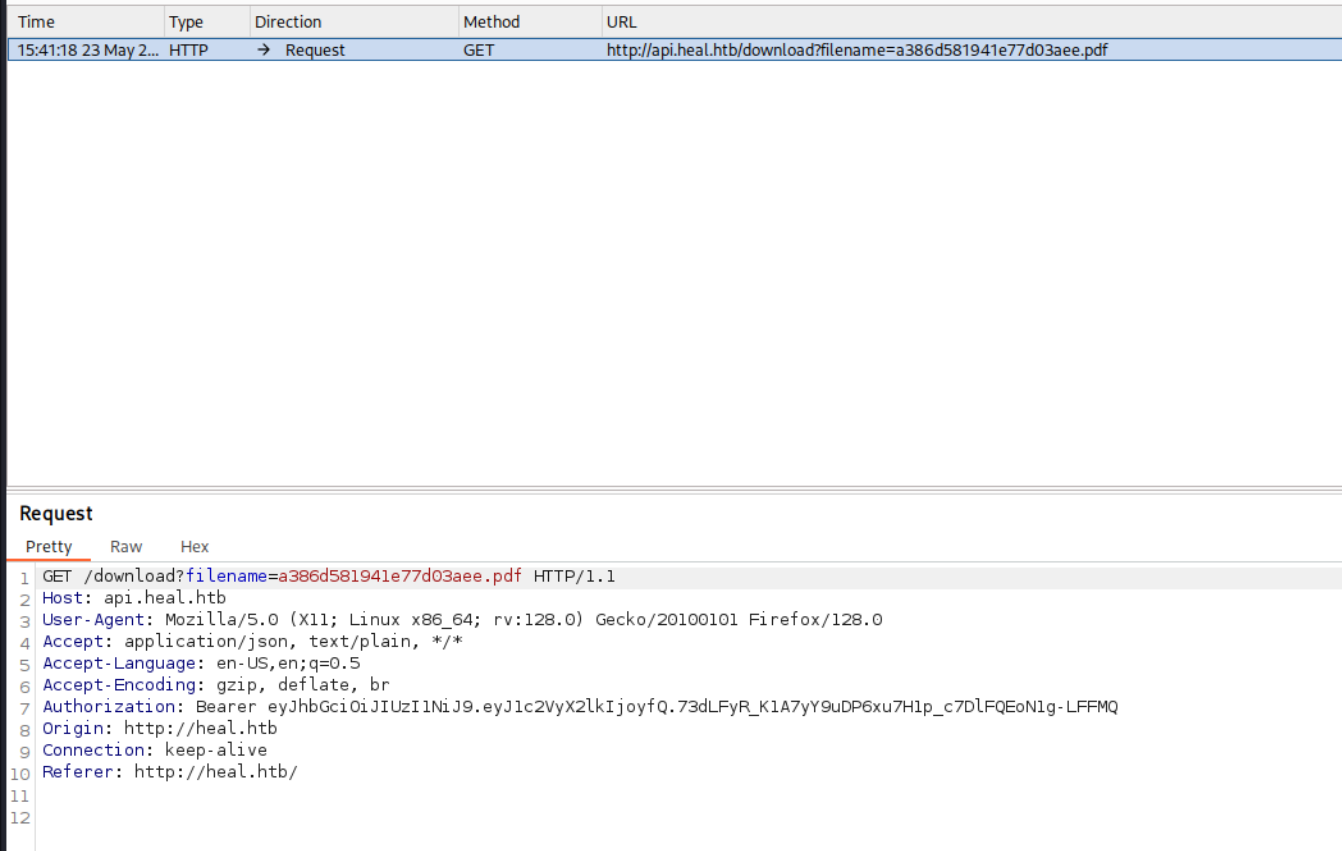 Time Type Direction Method URL
15:41:18 23 May 2... HTTP → Request GET http://api.heal.htb/download?filename=a386d581941e77d03aee.pdf
Request
Pretty Raw Hex
1 GET /download?filename=a386d581941e77d03aee.pdf HTTP/1.1
2 Host: api.heal.htb
3 User-Agent: Mozilla/5.0 (X11; Linux x86_64; rv:128.0) Gecko/20100101 Firefox/128.0
4 Accept: application/json, text/plain, */*
5 Accept-Language: en-US,en;q=0.5
6 Accept-Encoding: gzip, deflate, br
7 Authorization: Bearer eyJhbGciOiJIUzI1NiJ9.eyJ1c2VyX2lkIjoyfQ.73dLFyR_K1A7yY9uDP6xu7H1p_c7DlFQEoN1g-LFFMQ
8 Origin: http://heal.htb
9 Connection: keep-alive
10 Referer: http://heal.htb/
11
12